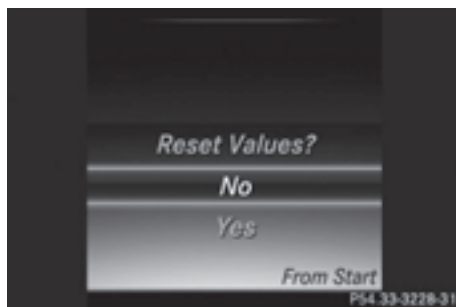 Reset Values?
No
Yes
From Start
P54.33-3228-31